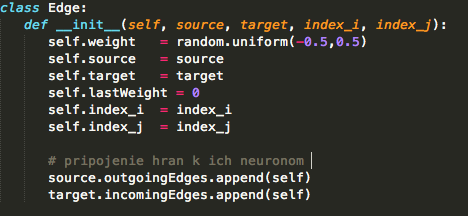 class Edge:
    def __init__(self, source, target, index_i, index_j):
        self.weight   = random.uniform(-0.5,0.5)
        self.source   = source
        self.target   = target
        self.lastWeight = 0
        self.index_i  = index_i
        self.index_j  = index_j

        # pripojenie hran k ich neuronom
        source.outgoingEdges.append(self)
        target.incomingEdges.append(self)